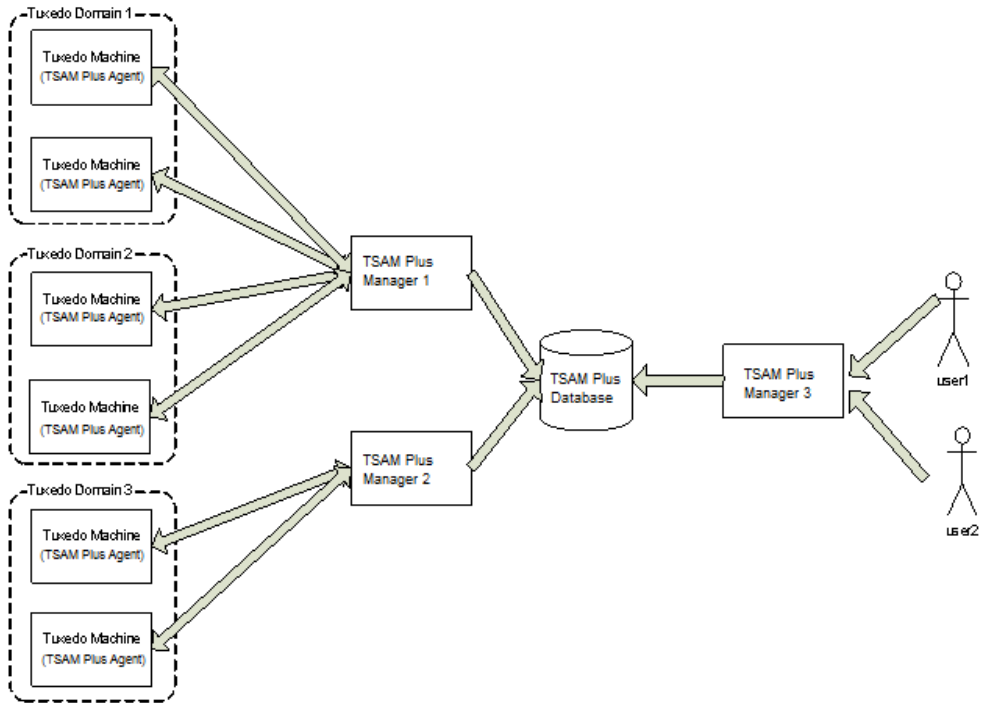 Tuxedo Domain 1
Tuxedo Machine
(TSAM Plus Agent)
Tuxedo Machine
(TSAM Plus Agent)
Tuxedo Domain 2
Tuxedo Machine
(TSAM Plus Agent)
Tuxedo Machine
(TSAM Plus Agent)
Tuxedo Domain 3
Tuxedo Machine
(TSAM Plus Agent)
Tuxedo Machine
(TSAM Plus Agent)
TSAM Plus
Manager 1
TSAM Plus
Manager 2
TSAM Plus
Database
TSAM Plus
Manager 3
user1
user2